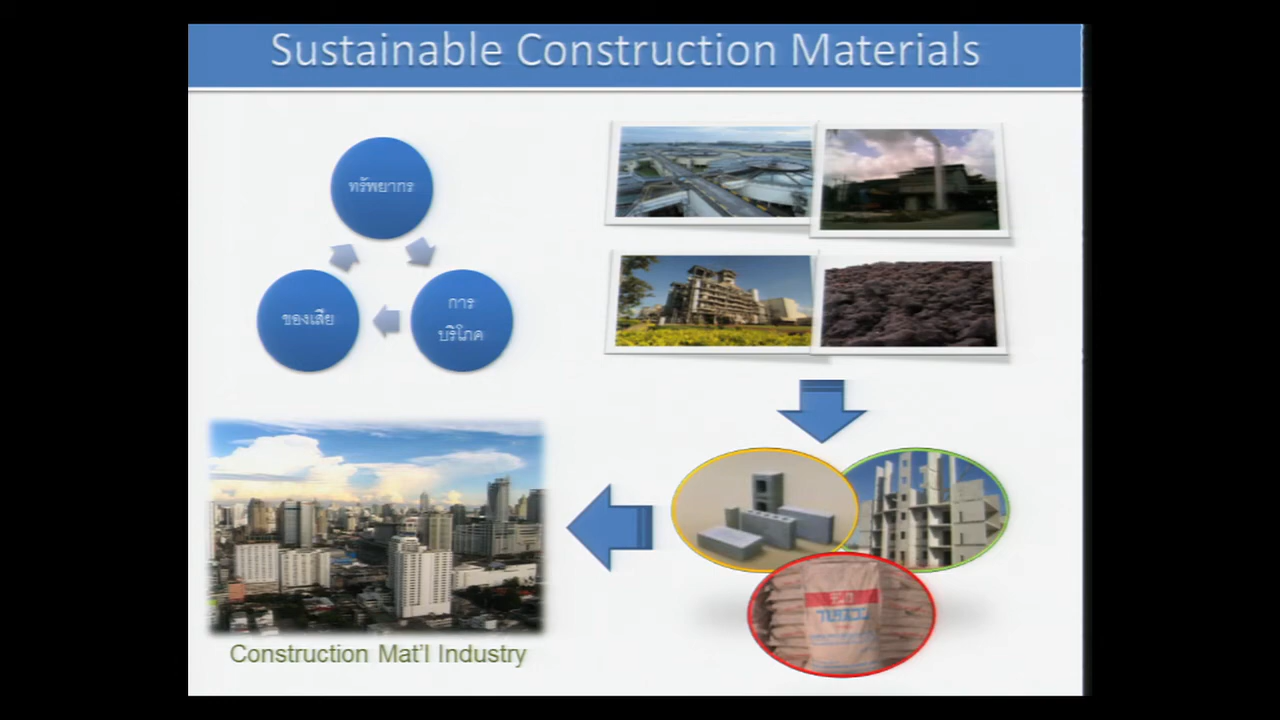 Sustainable Construction Materials
ทรัพยากร
ของเสีย
การ
บริโภค
Construction Mat'l Industry